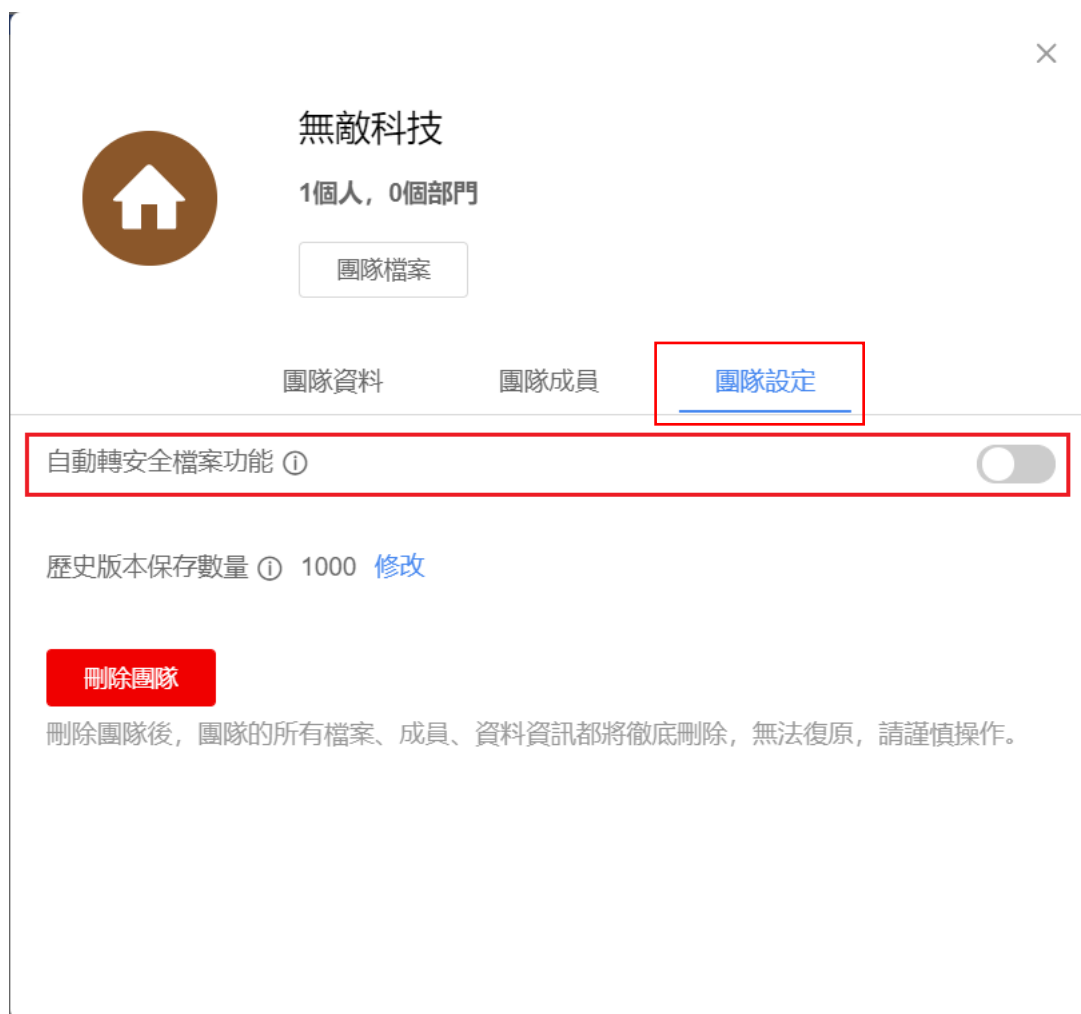 無敵科技
1個人，0個部門
團隊檔案
團隊資料 團隊成員 團隊設定
自動轉安全檔案功能
歷史版本保存數量 1000 修改
刪除團隊
刪除團隊後，團隊的所有檔案、成員、資料資訊都將徹底刪除，無法復原，請謹慎操作。